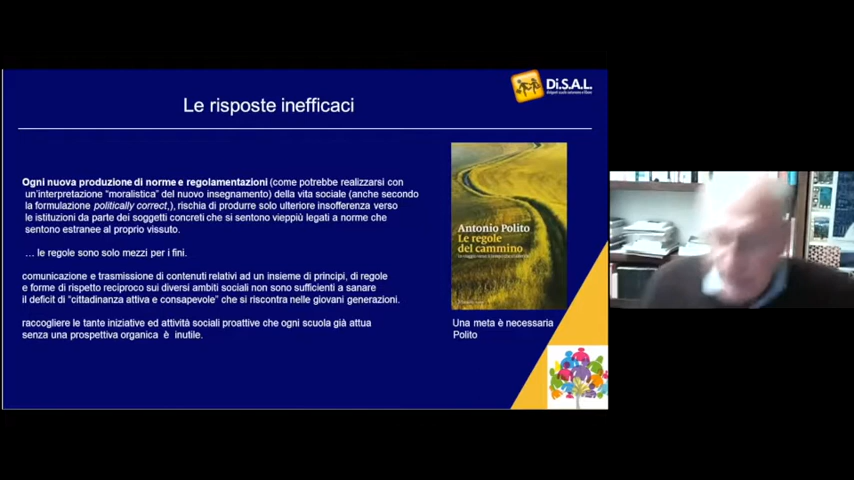 Di.S.A.L.
Le risposte inefficaci
Ogni nuova produzione di norme e regolamentazioni (come potrebbe realizzarsi con
un'interpretazione "moralistica" del nuovo insegnamento) della vita sociale (anche secondo
la formulazione politically correct,), rischia di produrre solo ulteriore insofferenza verso
le istituzioni da parte dei soggetti concreti che si sentono vieppiù legati a norme che
sentono estranee al proprio vissuto.
... le regole sono solo mezzi per i fini.
comunicazione e trasmissione di contenuti relativi ad un insieme di principi, di regole
e forme di rispetto reciproco sui diversi ambiti sociali non sono sufficienti a sanare
il deficit di "cittadinanza attiva e consapevole" che si riscontra nelle giovani generazioni.
raccogliere le tante iniziative ed attività sociali proattive che ogni scuola già attua
senza una prospettiva organica è inutile.
Antonio Polito
Le regole
del cammino
Una meta è necessaria
Polito